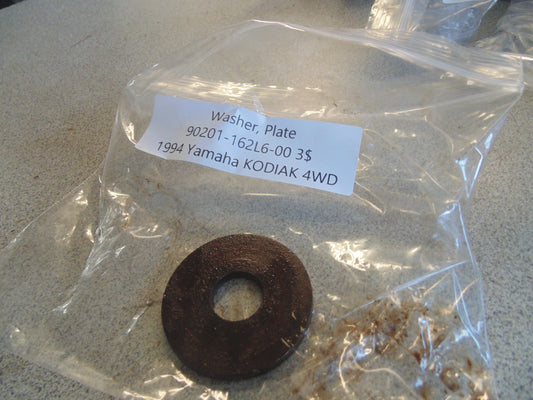 Washer, Plate
90201-162L6-00 3$
1994 Yamaha KODIAK 4WD